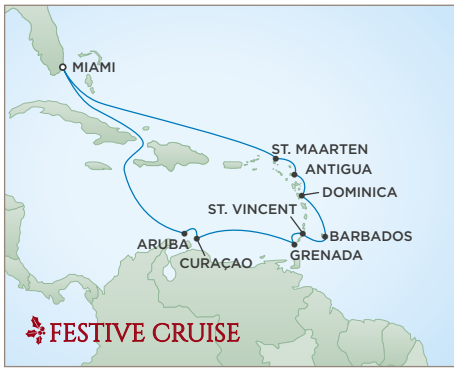 MIAMI
ST. MAARTEN
ANTIGUA
DOMINICA
ST. VINCENT
BARBADOS
ARUBA
GRENADA
CURAÇAO
FESTIVE CRUISE